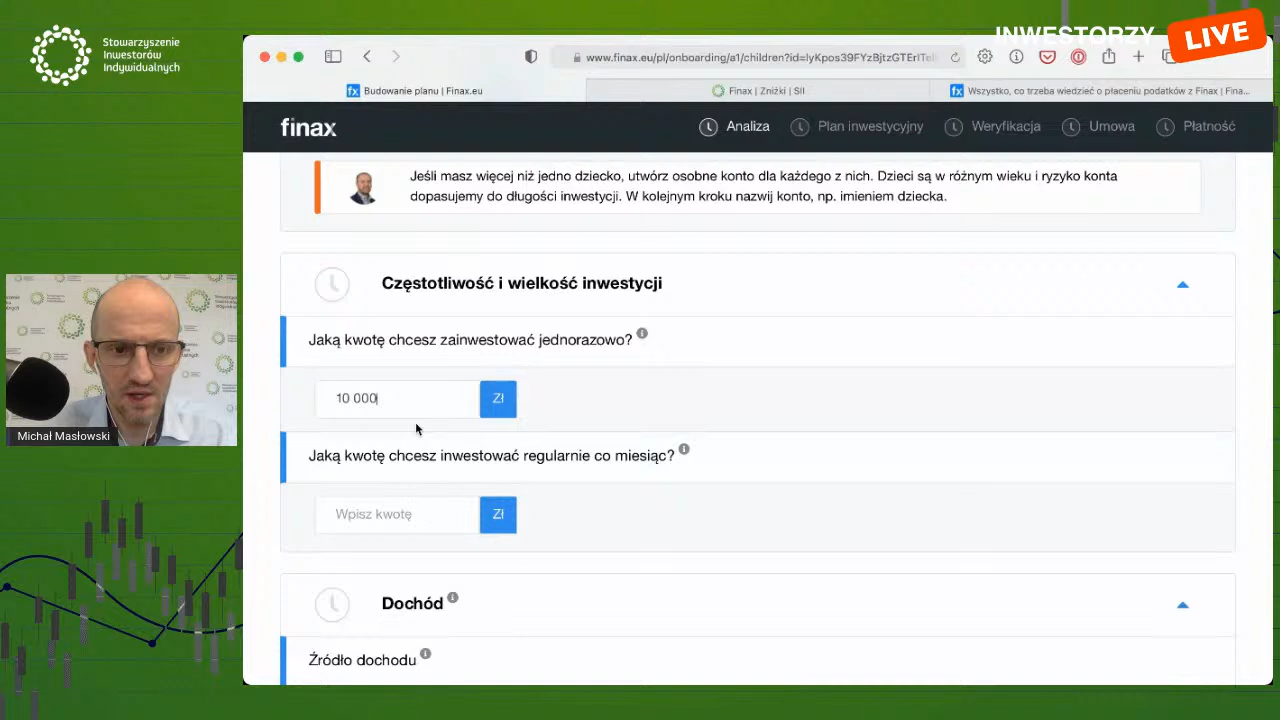 Stowarzyszenie
Inwestorów
Indywidualnych
INWESTORZY LIVE
www.finax.eu/pl/onboarding/a1/children?id=
Budowanie planu | Finax.eu
Finax | Zniżki | SII
Wszystko, co trzeba wiedzieć o płaceniu podatków z Finax | Fina...
finax
Analiza
Plan inwestycyjny
Weryfikacja
Umowa
Płatność
Jeśli masz więcej niż jedno dziecko, utwórz osobne konto dla każdego z nich. Dzieci są w różnym wieku i ryzyko konta
dopasujemy do długości inwestycji. W kolejnym kroku nazwij konto, np. imieniem dziecka.
Częstotliwość i wielkość inwestycji
Jaką kwotę chcesz zainwestować jednorazowo?
10 000
Zł
Jaką kwotę chcesz inwestować regularnie co miesiąc?
Wpisz kwotę
Zł
Dochód
Źródło dochodu
Michał Masłowski